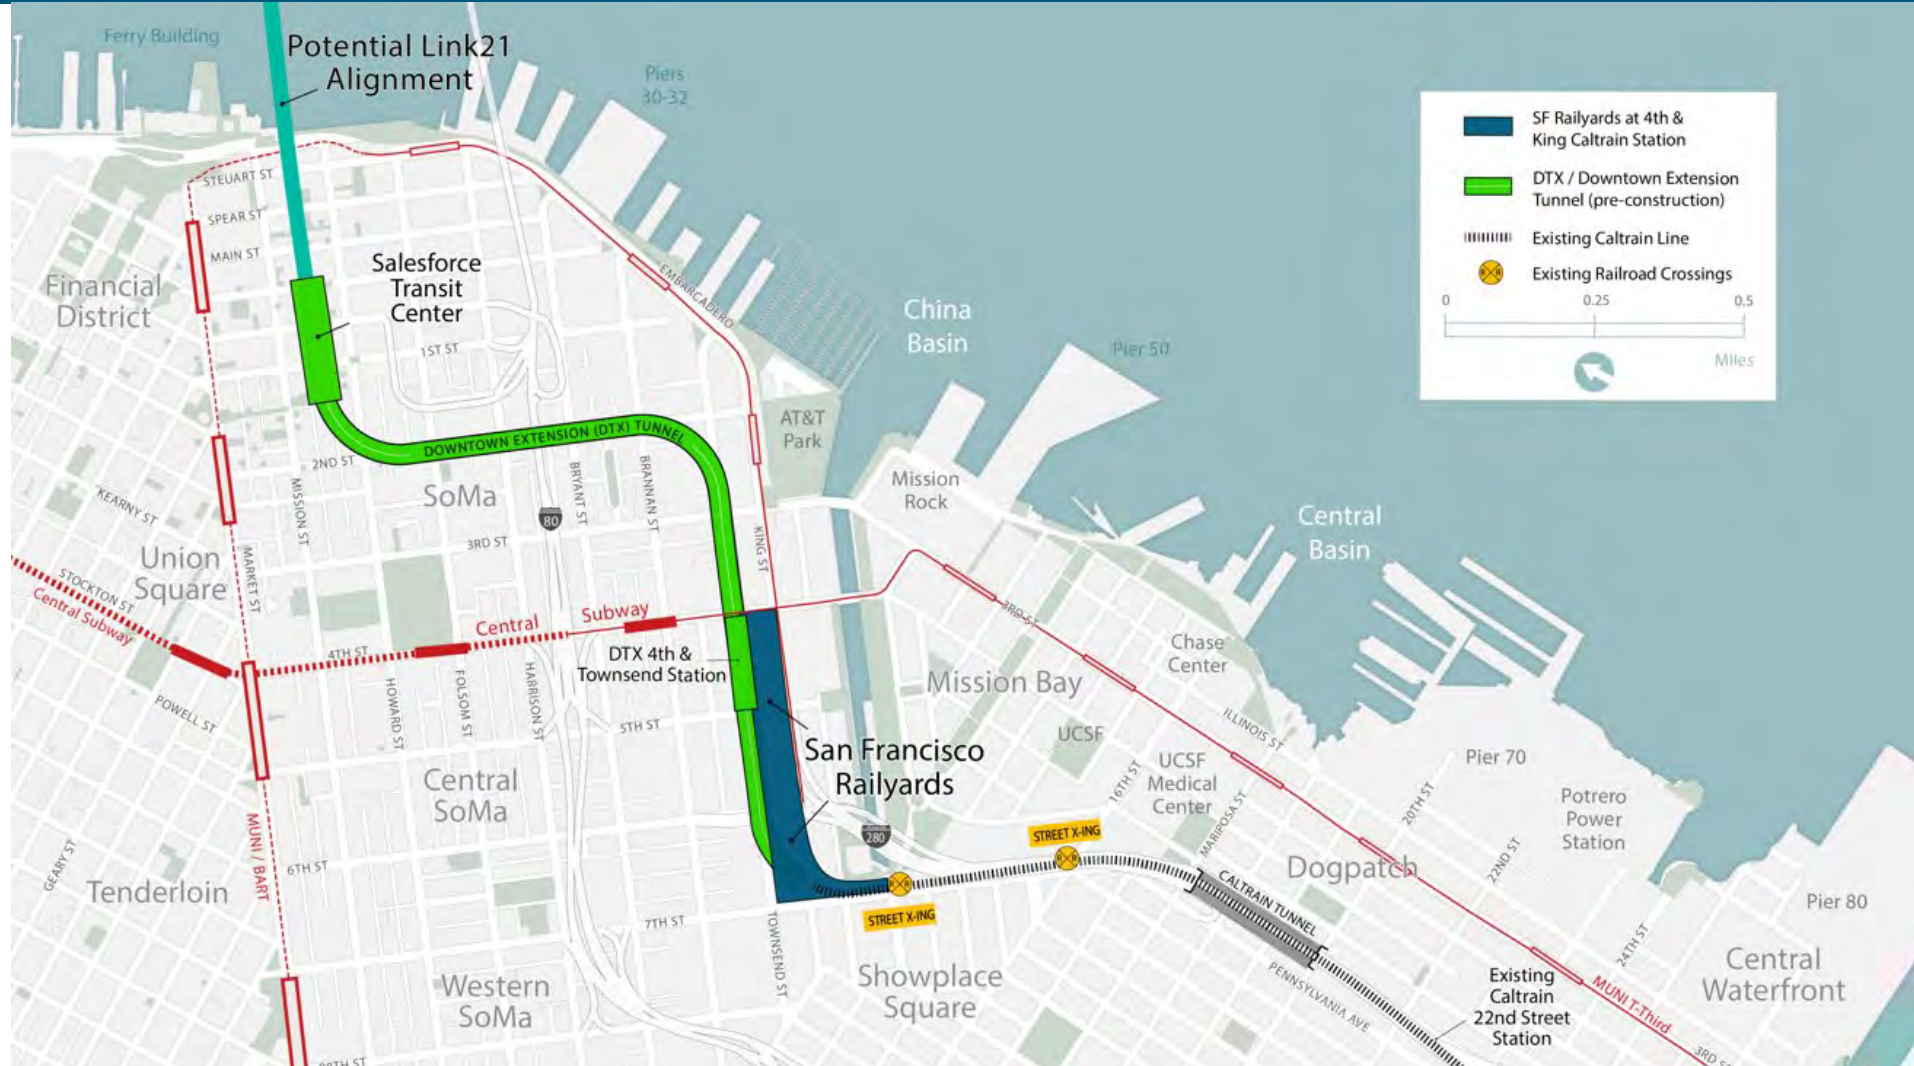 Ferry Building
Potential Link21
Alignment
Piers
30-32
SF Railyards at 4th &
King Caltrain Station
DTX / Downtown Extension
Tunnel (pre-construction)
Existing Caltrain Line
Existing Railroad Crossings
0
0.25
0.5
Miles
STEUART ST
SPEAR ST
MAIN ST
Financial
District
Salesforce
Transit
Center
EMBARCADERO
1ST ST
China
Basin
Pier 50
AT&T
Park
DOWNTOWN EXTENSION (DTX) TUNNEL
2ND ST
KEARNY ST
MISSION ST
SoMa
80
BRYANT ST
BRANNAN ST
Mission
Rock
Central
Basin
3RD ST
KING ST
Union
Square
MARKET ST
STOCKTON ST
Central Subway
Central
Subway
3RD ST
4TH ST
DTX 4th &
Townsend Station
Chase
Center
POWELL ST
HOWARD ST
FOLSOM ST
HARRISON ST
Mission Bay
5TH ST
ILLINOIS ST
UCSF
San Francisco
Railyards
UCSF
Medical
Center
16TH ST
MARIPOSA ST
Pier 70
20TH ST
22ND ST
Potrero
Power
Station
Central
SoMa
MUNI / BART
280
STREET X-ING
R R
Dogpatch
GEARY ST
Tenderloin
6TH ST
R R
STREET X-ING
CALTRAIN TUNNEL
Pier 80
7TH ST
TOWNSEND ST
24TH ST
Western
SoMa
Showplace
Square
PENNSYLVANIA AVE
Existing
Caltrain
22nd Street
Station
MUNI T-Third
Central
Waterfront
3RD